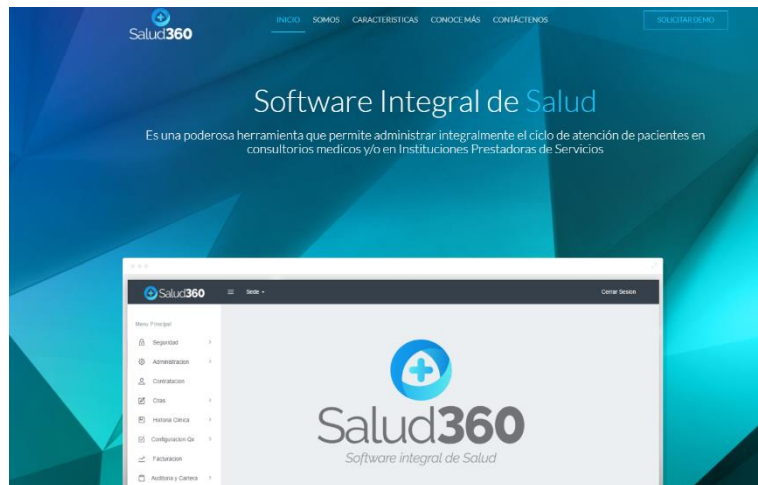 Salud360
INICIO SOMOS CARACTERISTICAS CONOCE MÁS CONTÁCTENOS
SOLICITAR DEMO
Software Integral de Salud
Es una poderosa herramienta que permite administrar integralmente el ciclo de atención de pacientes en
consultorios medicos y/o en Instituciones Prestadoras de Servicios
Salud360
Sede
Cerrar Sesion
Menu Principal
Seguridad
Administracion
Contratacion
Citas
Historia Clinica
Configuracion Qx
Facturacion
Auditoria y Cartera
Salud360
Software integral de Salud